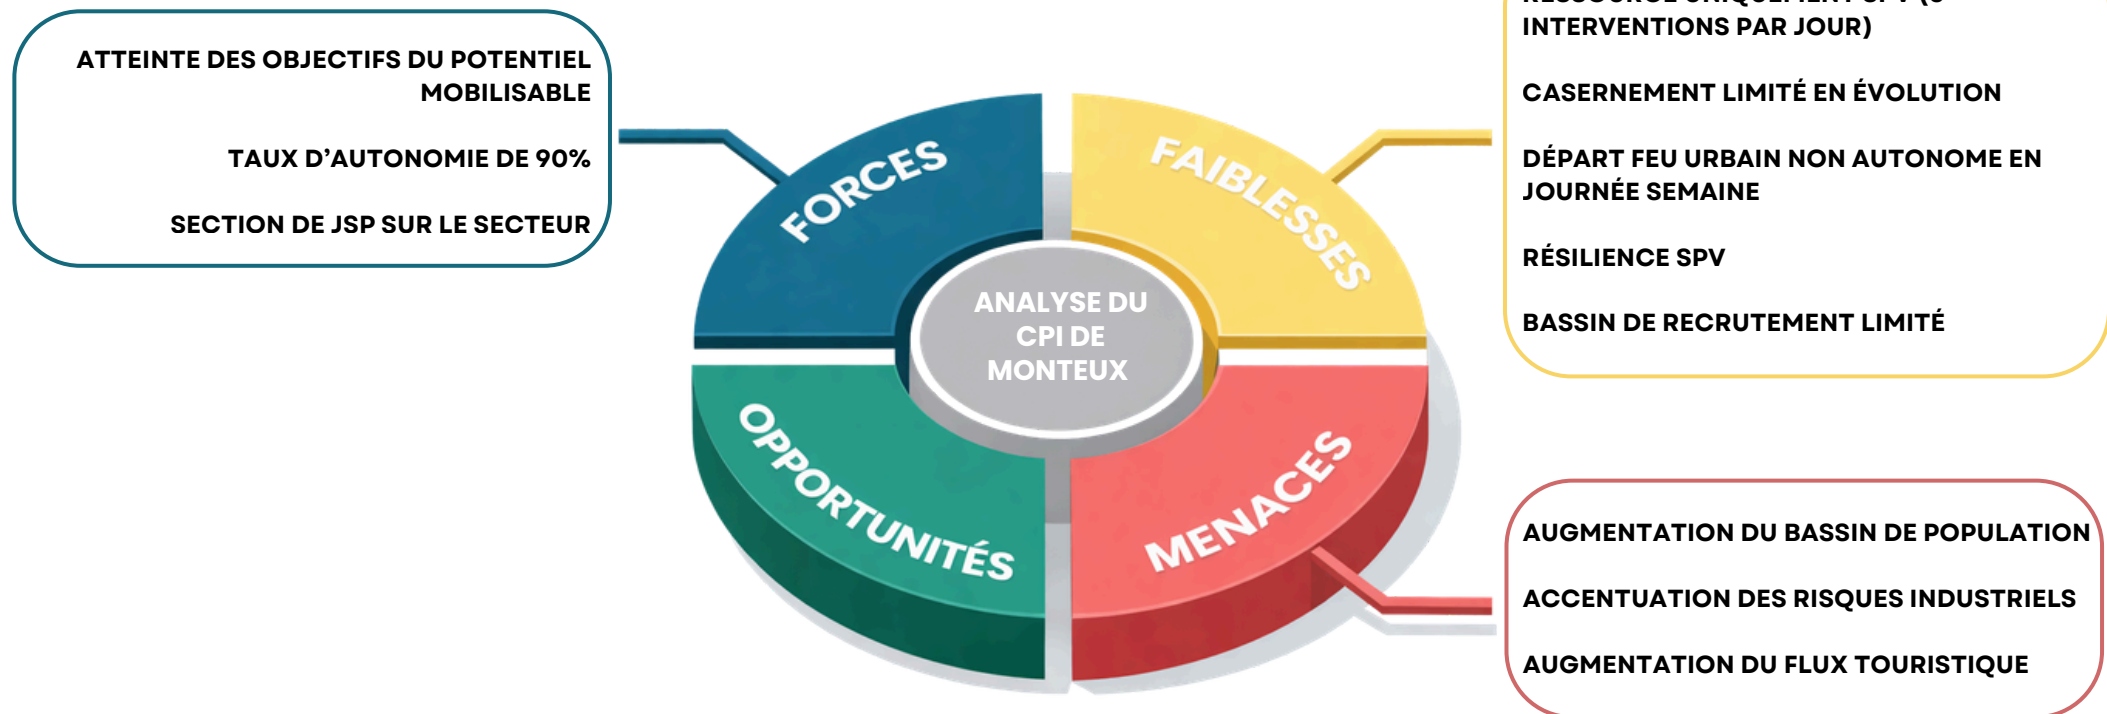 ATTEINTE DES OBJECTIFS DU POTENTIEL
MOBILISABLE
TAUX D’AUTONOMIE DE 90%
SECTION DE JSP SUR LE SECTEUR
FORCES
FAIBLESSES
OPPORTUNITÉS
MENACES
ANALYSE DU
CPI DE
MONTEUX
INTERVENTIONS PAR JOUR)
CASERNEMENT LIMITÉ EN ÉVOLUTION
DÉPART FEU URBAIN NON AUTONOME EN
JOURNÉE SEMAINE
RÉSILIENCE SPV
BASSIN DE RECRUTEMENT LIMITÉ
AUGMENTATION DU BASSIN DE POPULATION
ACCENTUATION DES RISQUES INDUSTRIELS
AUGMENTATION DU FLUX TOURISTIQUE